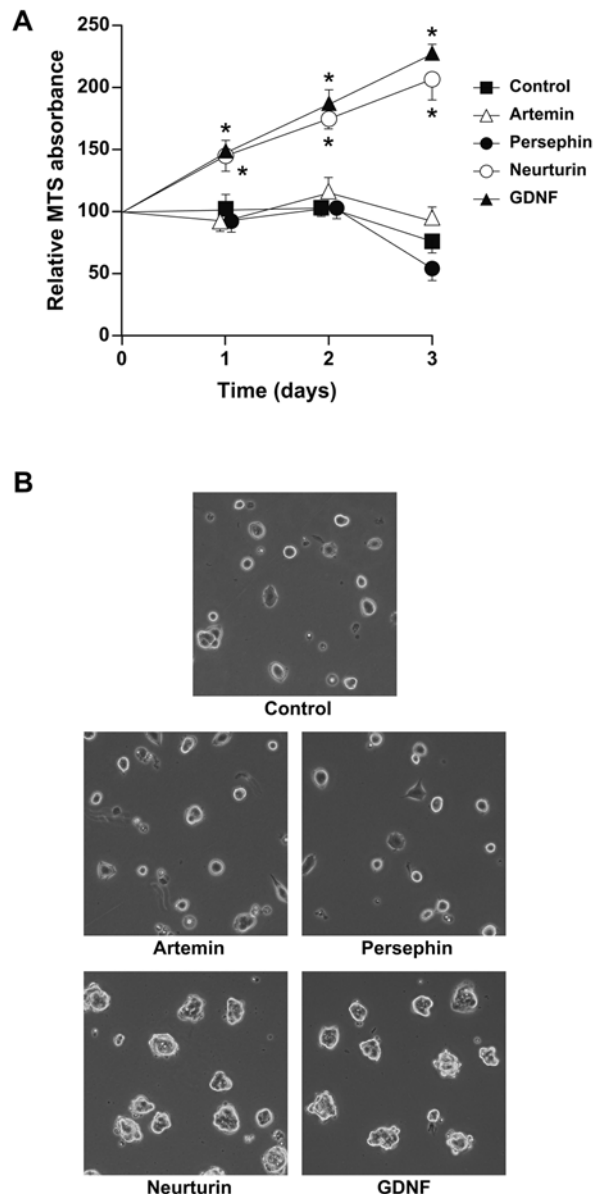 A
250
200
150
100
50
0
Relative MTS absorbance
*
*
*
*
*
*
0 1 2 3
Time (days)
Control
Artemin
Persephin
Neurturin
GDNF
B
Control
Artemin Persephin
Neurturin GDNF